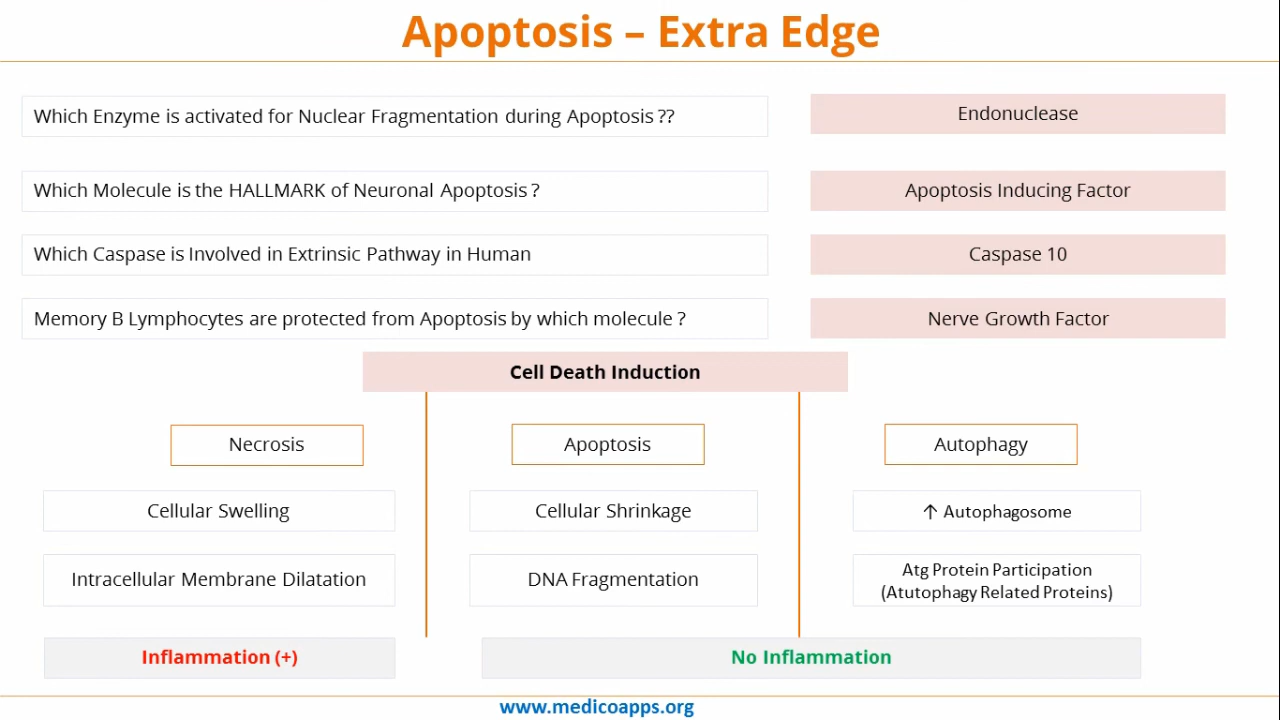 Apoptosis – Extra Edge
Which Enzyme is activated for Nuclear Fragmentation during Apoptosis ??
Endonuclease
Which Molecule is the HALLMARK of Neuronal Apoptosis ?
Apoptosis Inducing Factor
Which Caspase is Involved in Extrinsic Pathway in Human
Caspase 10
Memory B Lymphocytes are protected from Apoptosis by which molecule ?
Nerve Growth Factor
Cell Death Induction
Necrosis
Apoptosis
Autophagy
Cellular Swelling
Cellular Shrinkage
↑ Autophagosome
Intracellular Membrane Dilatation
DNA Fragmentation
Atg Protein Participation
(Atutophagy Related Proteins)
Inflammation (+)
No Inflammation
www.medicoapps.org